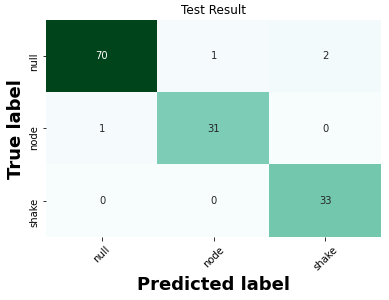 Test Result
True label
null
70
1
2
node
1
31
0
shake
0
0
33
null
node
shake
Predicted label